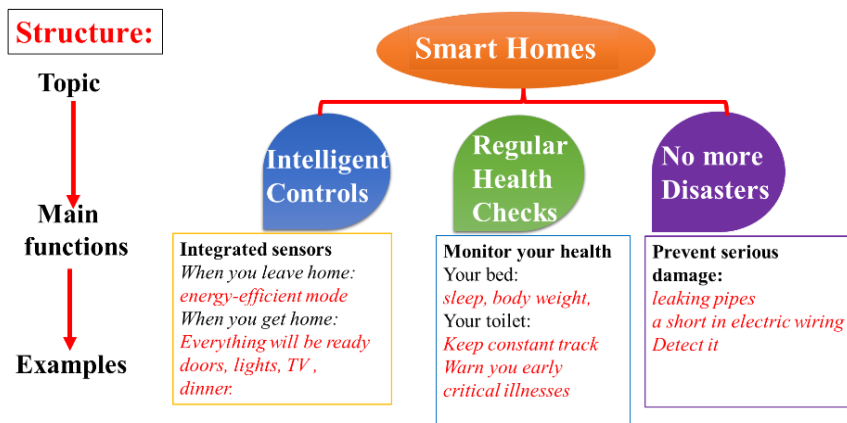 Structure:
Topic
Main
functions
Examples
Smart Homes
Intelligent
Controls
Integrated sensors
When you leave home:
energy-efficient mode
When you get home:
Everything will be ready
doors, lights, TV ,
dinner.
Regular
Health
Checks
Monitor your health
Your bed:
sleep, body weight,
Your toilet:
Keep constant track
Warn you early
critical illnesses
No more
Disasters
Prevent serious
damage:
leaking pipes
a short in electric wiring
Detect it